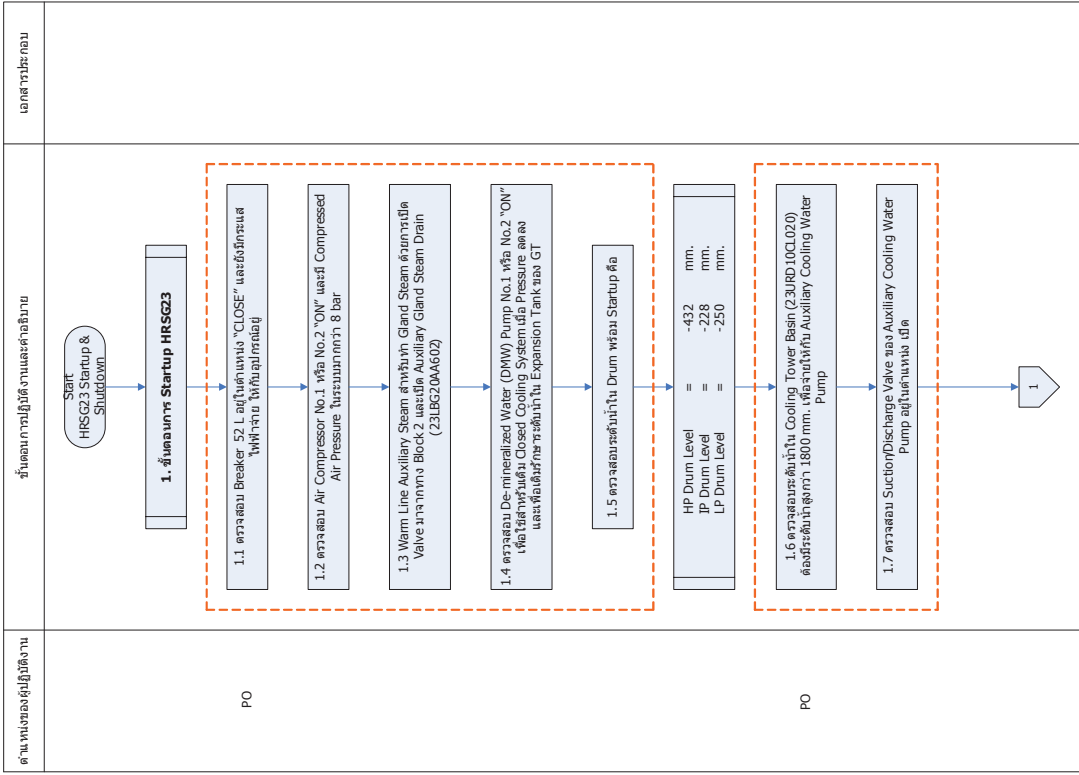 ตำแหน่งของผู้ปฏิบัติงาน
ขั้นตอนการปฏิบัติงานและคำอธิบาย
เอกสารประกอบ
Start
HRSG23 Startup &
Shutdown
1. ขั้นตอนการ Startup HRSG23
PO
1.1 ตรวจสอบ Breaker 52 L อยู่ในตำแหน่ง “CLOSE” และยังมีกระแส
ไฟฟ้าจ่าย ให้กับอุปกรณ์อยู่
1.2 ตรวจสอบ Air Compressor No.1 หรือ No.2 “ON” และมี Compressed
Air Pressure ในระบบมากกว่า 8 bar
1.3 Warm Line Auxiliary Steam สำหรับทำ Gland Steam ด้วยการเปิด
Valve มาจากทาง Block 2 และเปิด Auxiliary Gland Steam Drain
(23LBG20AA602)
1.4 ตรวจสอบ De-mineralized Water (DMW) Pump No.1 หรือ No.2 “ON”
เพื่อใช้สำหรับเติม Closed Cooling System เมื่อ Pressure ลดลง
และเพื่อเติมรักษาระดับน้ำใน Expansion Tank ของ GT
1.5 ตรวจสอบระดับน้ำใน Drum พร้อม Startup คือ
HP Drum Level = -432 mm.
IP Drum Level = -228 mm.
LP Drum Level = -250 mm.
PO
1.6 ตรวจสอบระดับน้ำใน Cooling Tower Basin (23URD10CL020)
ต้องมีระดับน้ำสูงกว่า 1800 mm. เพื่อจ่ายให้กับ Auxiliary Cooling Water
Pump
1.7 ตรวจสอบ Suction/Discharge Valve ของ Auxiliary Cooling Water
Pump อยู่ในตำแหน่ง เปิด
1